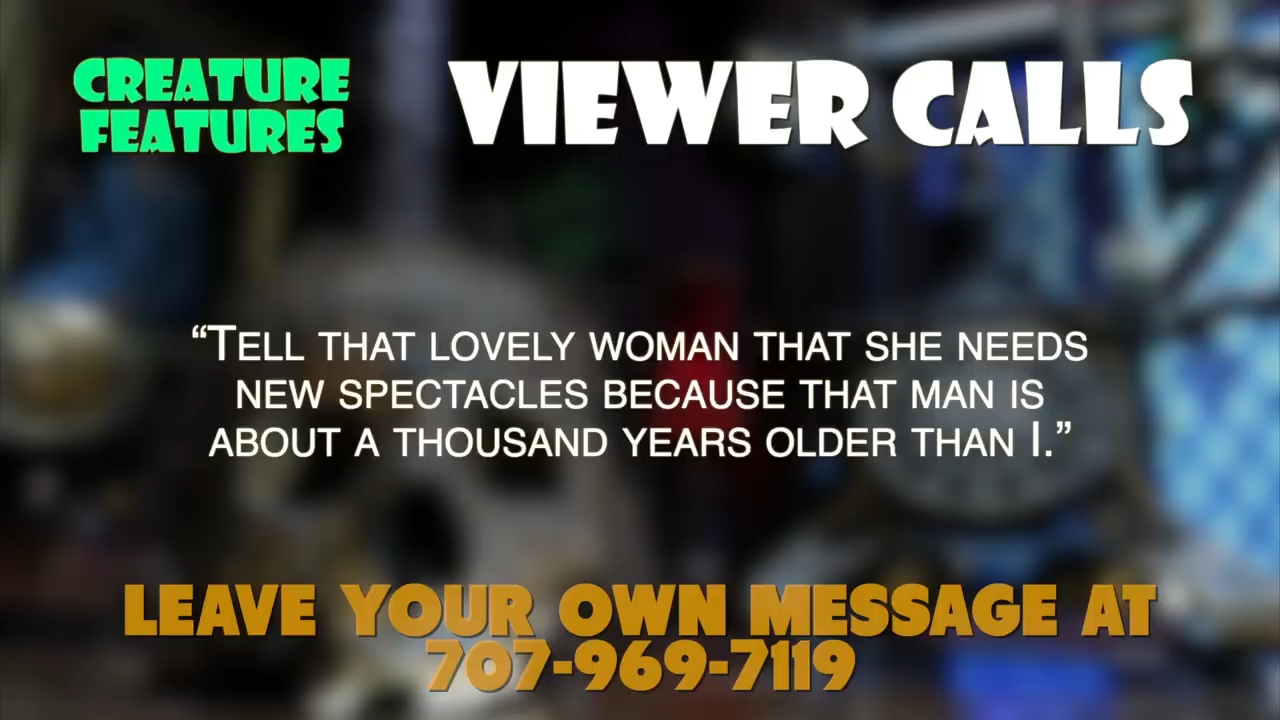 CREATURE
FEATURES
VIEWER CALLS
“TELL THAT LOVELY WOMAN THAT SHE NEEDS
NEW SPECTACLES BECAUSE THAT MAN IS
ABOUT A THOUSAND YEARS OLDER THAN I.”
LEAVE YOUR OWN MESSAGE AT
707-969-7119